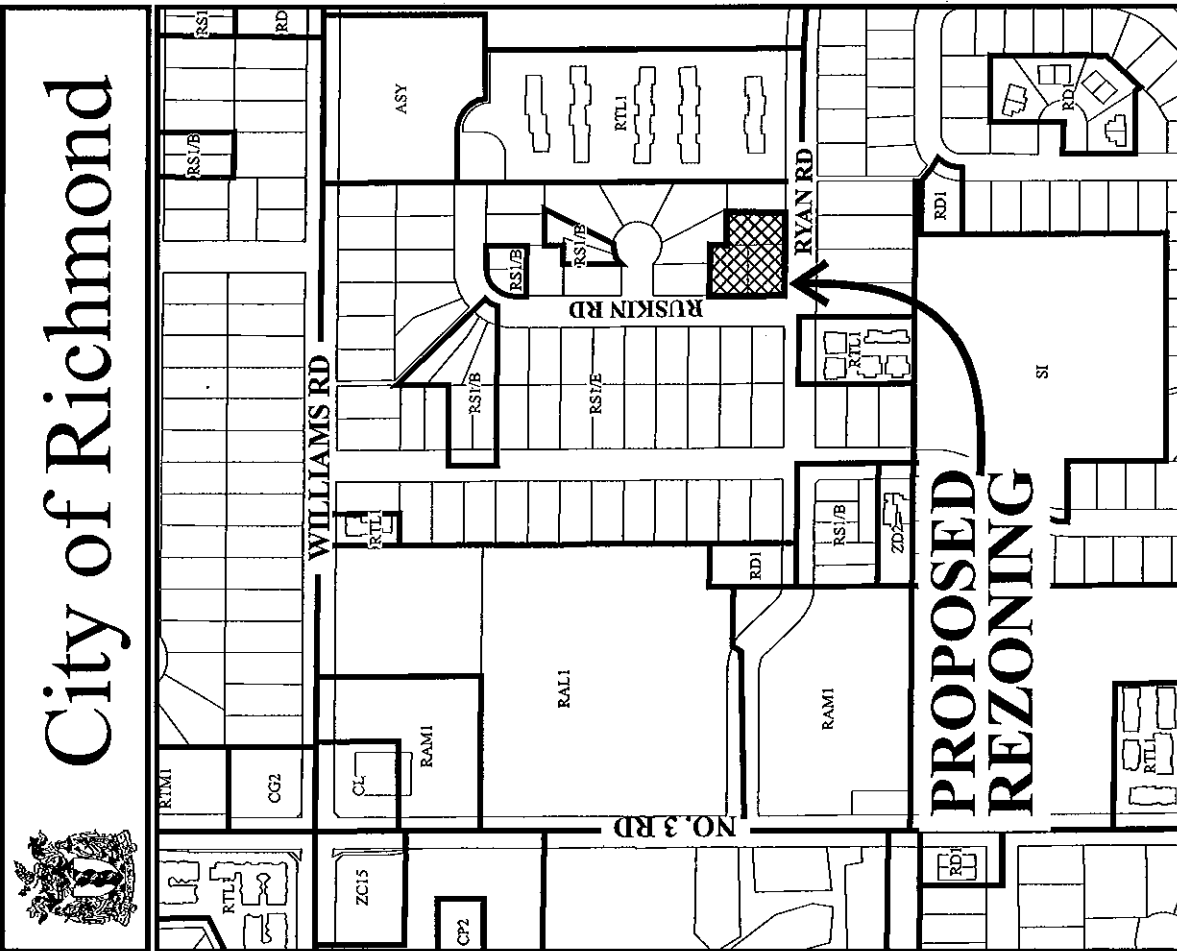 City of Richmond
RTM1
RS1/B
RS1
RD
RTL1
CG2
WILLIAMS RD
ZC15
CL
RTL1
ASY
RAM1
CP2
RS1/B
RS1/B
RAL1
RS1/B
RS1/E
RTL1
RUSKIN RD
NO. 3 RD
RD1
RYAN RD
RAM1
RS1/B
RTL1
ZD2
RD1
RD1
PROPOSED
REZONING
SI
RD1
RTL1